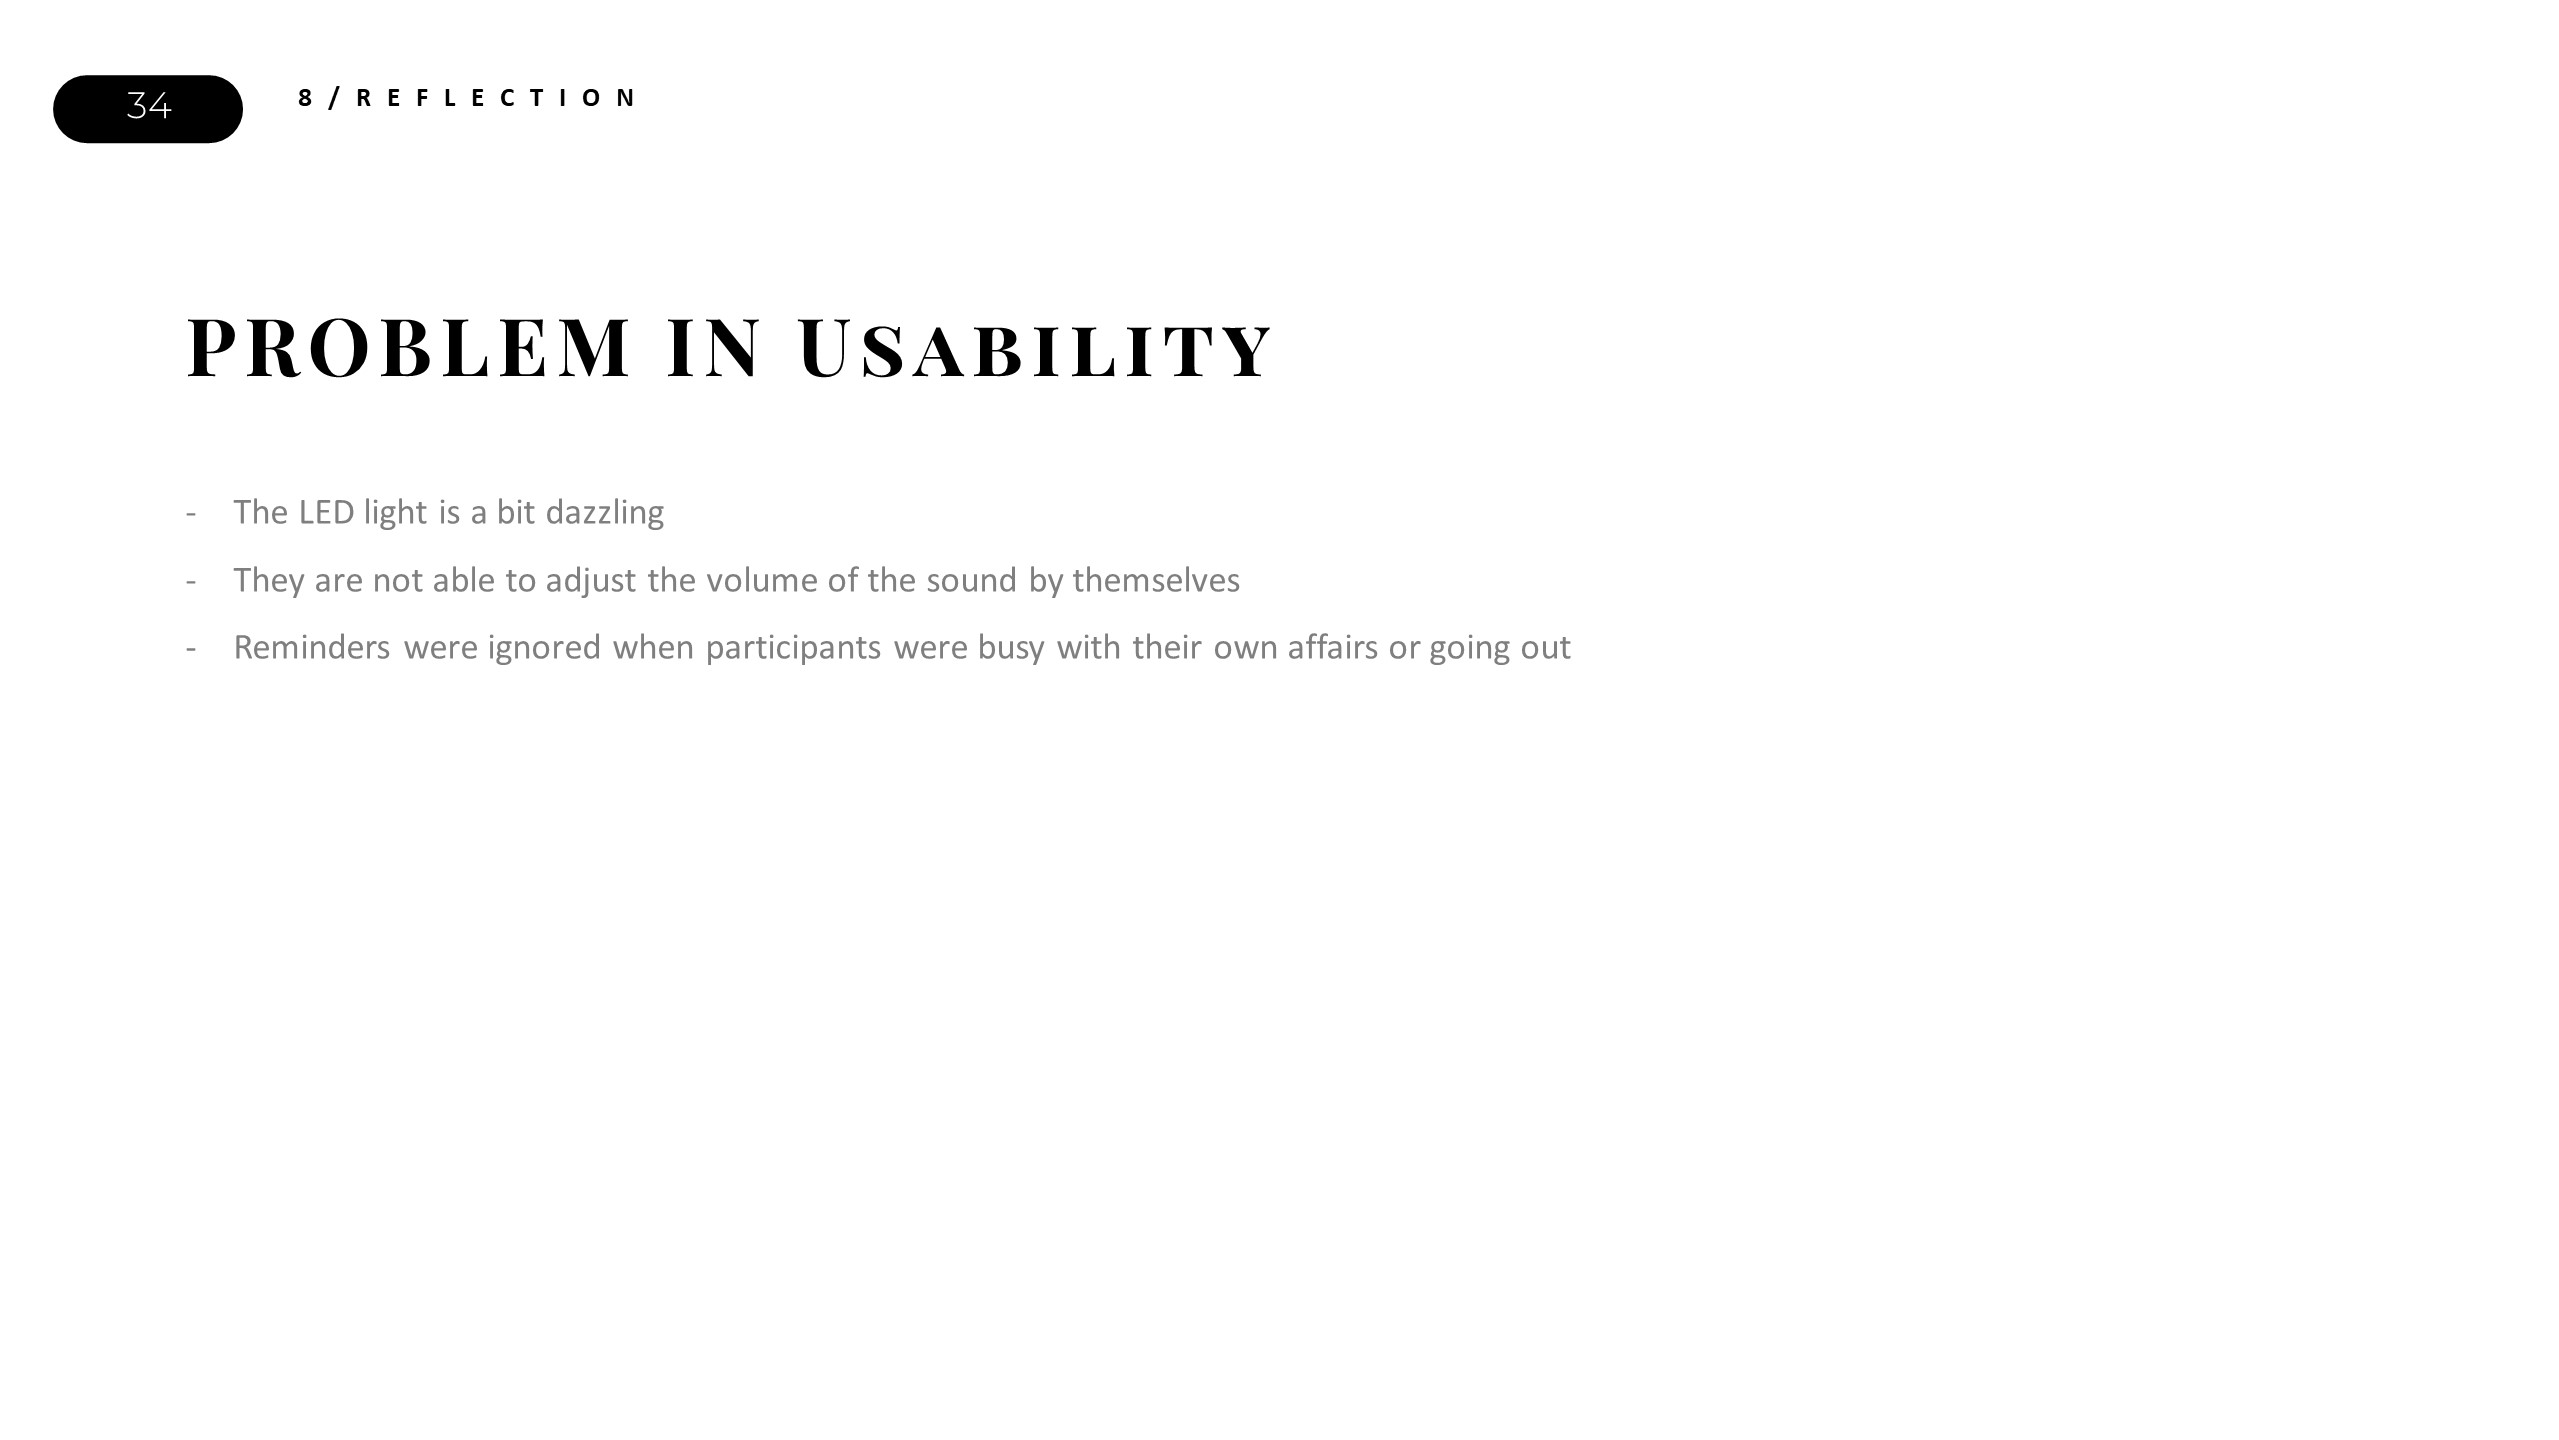 34
8/REFLECTION
PROBLEM IN USABILITY
- The LED light is a bit dazzling
- They are not able to adjust the volume of the sound by themselves
- Reminders were ignored when participants were busy with their own affairs or going out